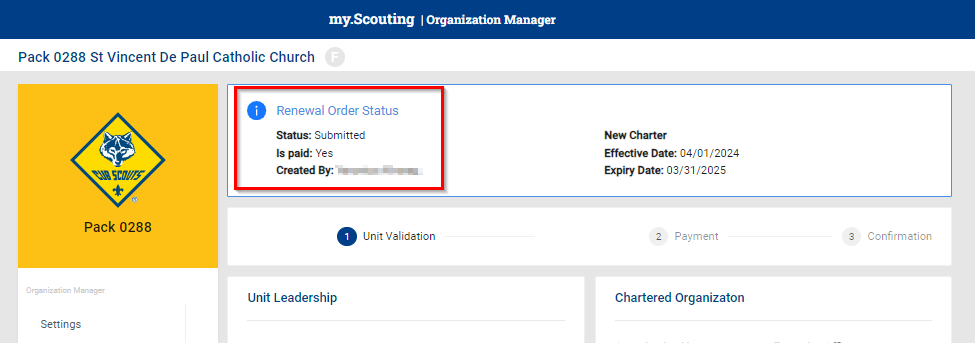 my.Scouting | Organization Manager
Pack 0288 St Vincent De Paul Catholic Church F
i Renewal Order Status
Status: Submitted
Is paid: Yes
Created By:
New Charter
Effective Date: 04/01/2024
Expiry Date: 03/31/2025
CUB SCOUTS
Pack 0288
1 Unit Validation
2 Payment
3 Confirmation
Organization Manager
Settings
Unit Leadership
Chartered Organizaton